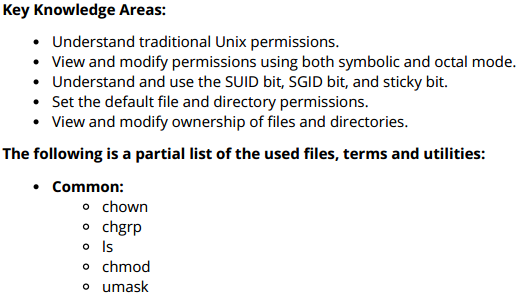 Key Knowledge Areas:
• Understand traditional Unix permissions.
• View and modify permissions using both symbolic and octal mode.
• Understand and use the SUID bit, SGID bit, and sticky bit.
• Set the default file and directory permissions.
• View and modify ownership of files and directories.
The following is a partial list of the used files, terms and utilities:
• Common:
◦ chown
◦ chgrp
◦ ls
◦ chmod
◦ umask